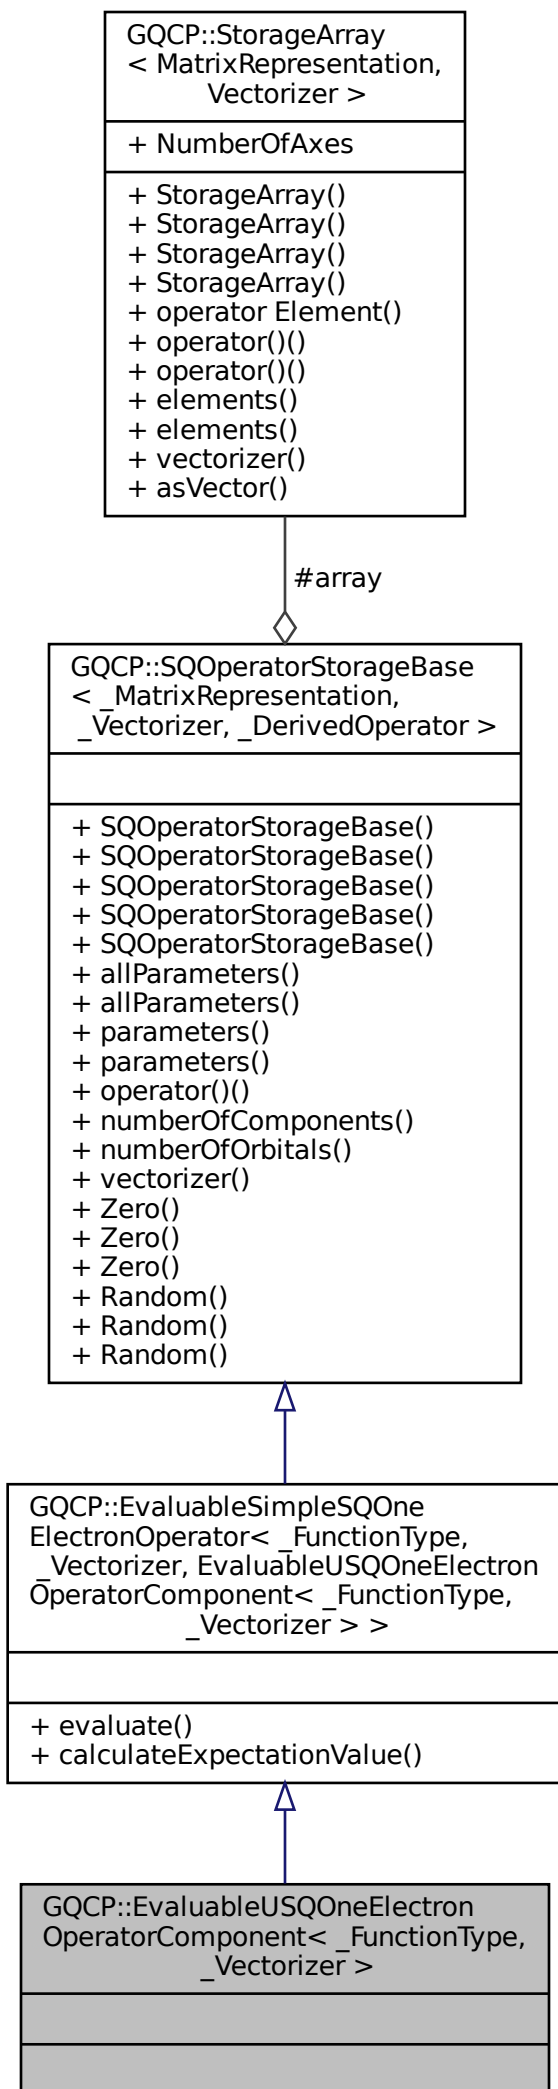 GQCP::StorageArray
< MatrixRepresentation,
Vectorizer >
+ NumberOfAxes
+ StorageArray()
+ StorageArray()
+ StorageArray()
+ StorageArray()
+ operator Element()
+ operator()()
+ operator()()
+ elements()
+ elements()
+ vectorizer()
+ asVector()
#array
GQCP::SQOperatorStorageBase
< _MatrixRepresentation,
_Vectorizer, _DerivedOperator >
+ SQOperatorStorageBase()
+ SQOperatorStorageBase()
+ SQOperatorStorageBase()
+ SQOperatorStorageBase()
+ SQOperatorStorageBase()
+ allParameters()
+ allParameters()
+ parameters()
+ parameters()
+ operator()()
+ numberOfComponents()
+ numberOfOrbitals()
+ vectorizer()
+ Zero()
+ Zero()
+ Zero()
+ Random()
+ Random()
+ Random()
GQCP::EvaluableSimpleSQOne
ElectronOperator< _FunctionType,
_Vectorizer, EvaluableUSQOneElectron
OperatorComponent< _FunctionType,
_Vectorizer > >
+ evaluate()
+ calculateExpectationValue()
GQCP::EvaluableUSQOneElectron
OperatorComponent< _FunctionType,
_Vectorizer >